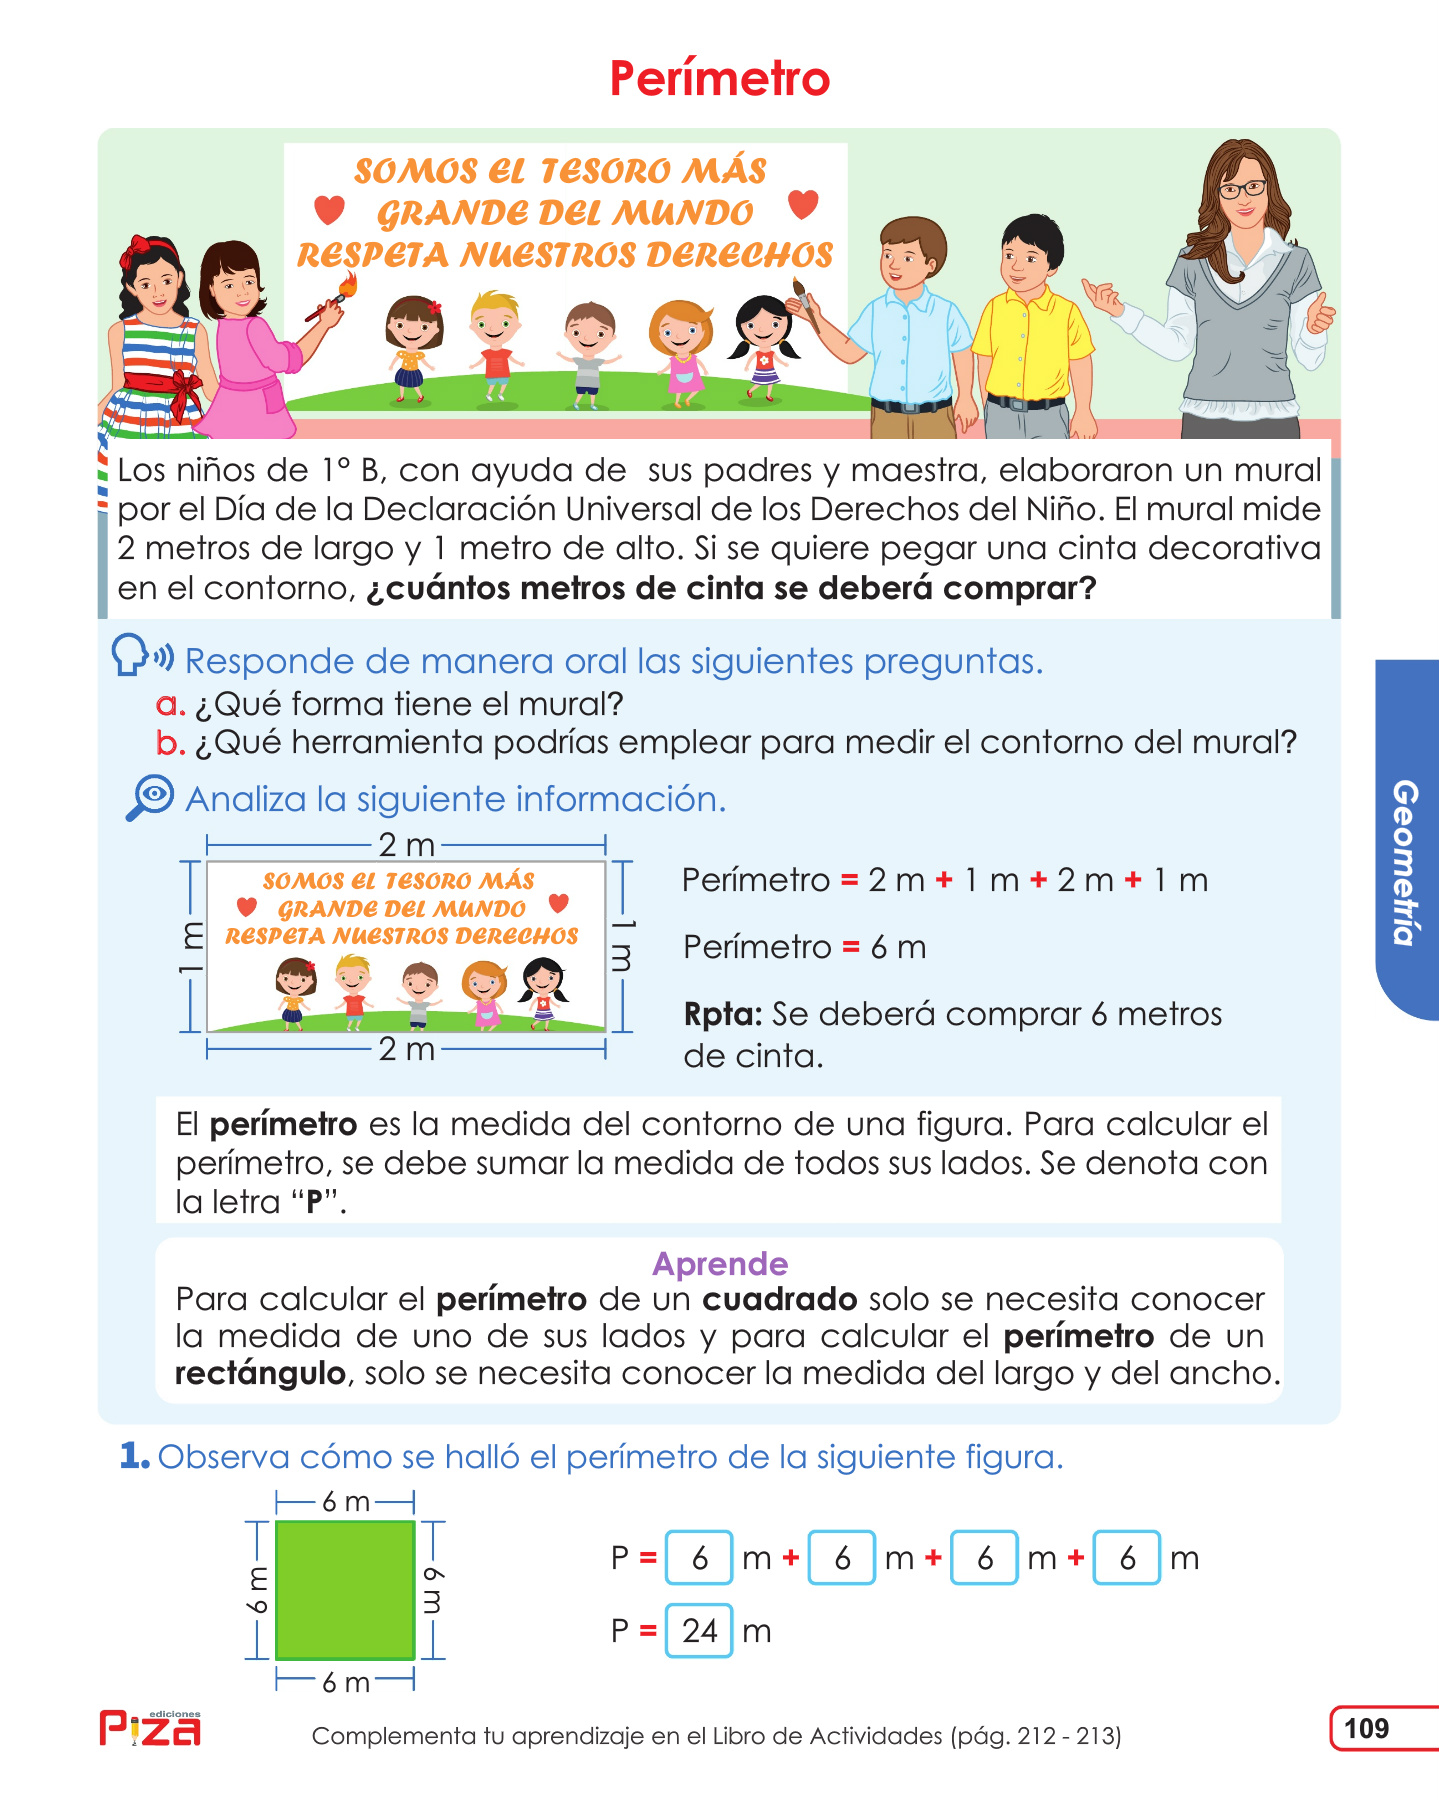 Perímetro
SOMOS EL TESORO MÁS
GRANDE DEL MUNDO
RESPETA NUESTROS DERECHOS
Los niños de 1° B, con ayuda de sus padres y maestra, elaboraron un mural
por el Día de la Declaración Universal de los Derechos del Niño. El mural mide
2 metros de largo y 1 metro de alto. Si se quiere pegar una cinta decorativa
en el contorno, ¿cuántos metros de cinta se deberá comprar?
Responde de manera oral las siguientes preguntas.
a. ¿Qué forma tiene el mural?
b. ¿Qué herramienta podrías emplear para medir el contorno del mural?
Geometría
Analiza la siguiente información.
2 m
1 m
SOMOS EL TESORO MÁS
GRANDE DEL MUNDO
RESPETA NUESTROS DERECHOS
1 m
2 m
Perímetro = 2 m + 1 m + 2 m + 1 m
Perímetro = 6 m
Rpta: Se deberá comprar 6 metros
de cinta.
El perímetro es la medida del contorno de una figura. Para calcular el
perímetro, se debe sumar la medida de todos sus lados. Se denota con
la letra “P”.
Aprende
Para calcular el perímetro de un cuadrado solo se necesita conocer
la medida de uno de sus lados y para calcular el perímetro de un
rectángulo, solo se necesita conocer la medida del largo y del ancho.
1. Observa cómo se halló el perímetro de la siguiente figura.
6 m
6 m
6 m
6 m
P = 6 m + 6 m + 6 m + 6 m
P = 24 m
ediciones
PiZA
Complementa tu aprendizaje en el Libro de Actividades (pág. 212 - 213)
109